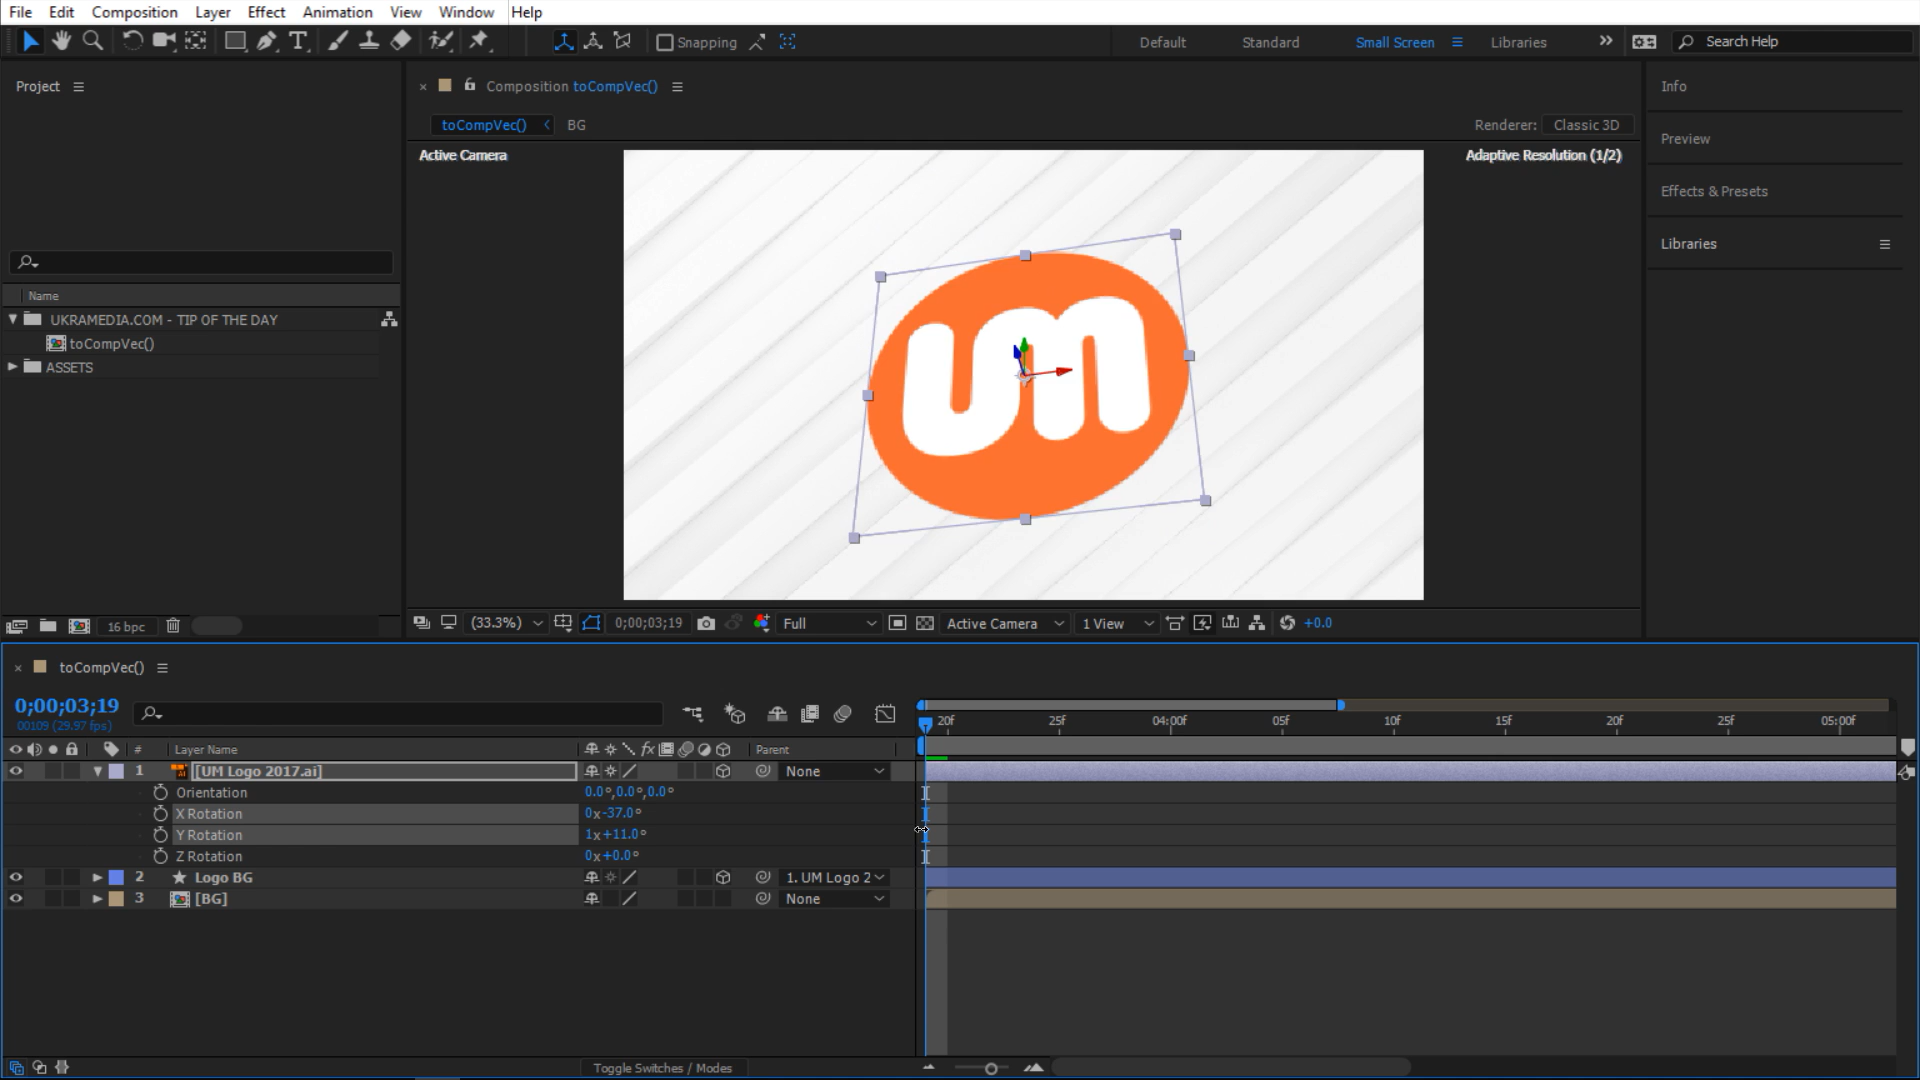 File Edit Composition Layer Effect Animation View Window Help
Snapping
Default Standard Small Screen Libraries Search Help
Project
Composition toCompVec()
toCompVec() BG
Renderer: Classic 3D
Active Camera
Adaptive Resolution (1/2)
um
Name
UKRAMEDIA.COM - TIP OF THE DAY
toCompVec()
ASSETS
16 bpc
(33.3%) 0;00;03;19 Full Active Camera 1 View +0.0
Info
Preview
Effects & Presets
Libraries
toCompVec()
0;00;03;19
00109 (29.97 fps)
20f 25f 04:00f 05f 10f 15f 20f 25f 05:00f
# Layer Name fx Parent
1 [UM Logo 2017.ai] None
Orientation 0.0°,0.0°,0.0°
X Rotation 0x-37.0°
Y Rotation 1x+11.0°
Z Rotation 0x+0.0°
2 Logo BG 1. UM Logo 2
3 [BG] None
Toggle Switches / Modes